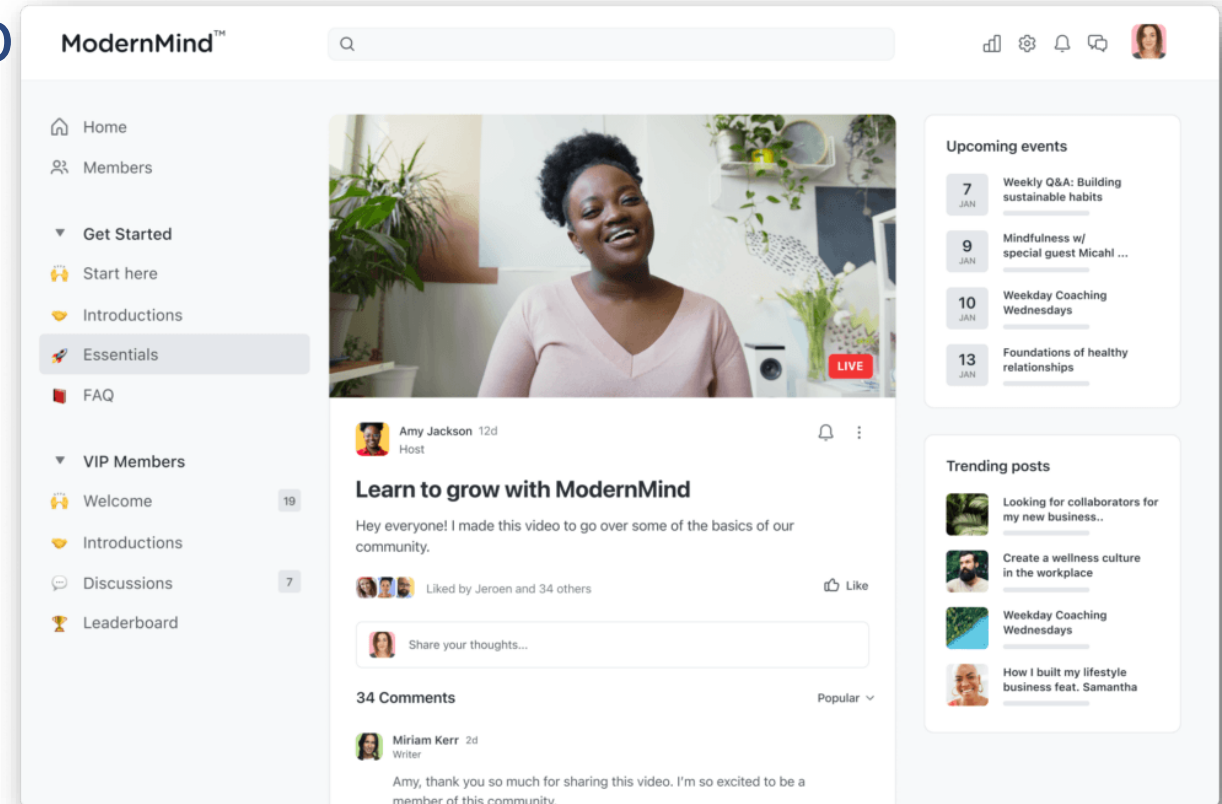 ModernMind™
Home
Members
Get Started
Start here
Introductions
Essentials
FAQ
VIP Members
Welcome 19
Introductions
Discussions 7
Leaderboard
LIVE
Amy Jackson 12d
Host
Learn to grow with ModernMind
Hey everyone! I made this video to go over some of the basics of our
community.
Liked by Jeroen and 34 others
Like
Share your thoughts...
34 Comments
Popular
Miriam Kerr 2d
Writer
Amy, thank you so much for sharing this video. I'm so excited to be a
member of this community.
Upcoming events
7
JAN
Weekly Q&A: Building
sustainable habits
9
JAN
Mindfulness w/
special guest Micahl ...
10
JAN
Weekday Coaching
Wednesdays
13
JAN
Foundations of healthy
relationships
Trending posts
Looking for collaborators for
my new business..
Create a wellness culture
in the workplace
Weekday Coaching
Wednesdays
How I built my lifestyle
business feat. Samantha